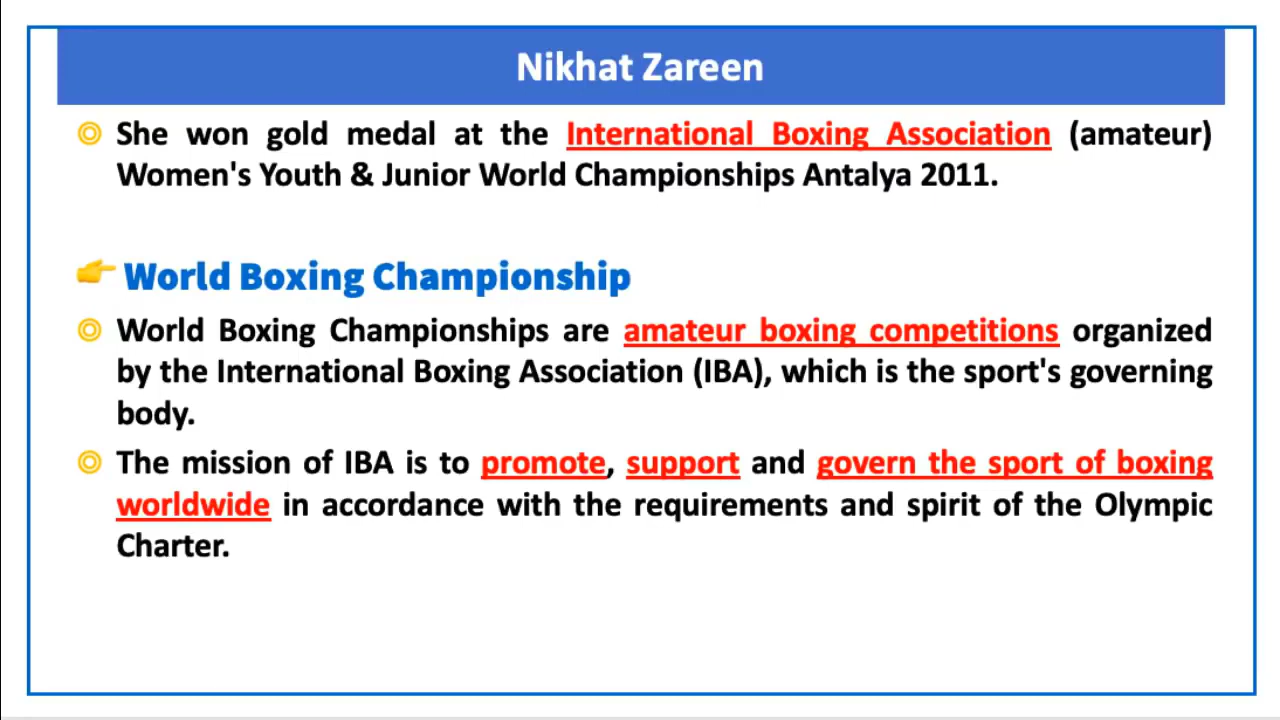 Nikhat Zareen
She won gold medal at the International Boxing Association (amateur)
Women's Youth & Junior World Championships Antalya 2011.
World Boxing Championship
World Boxing Championships are amateur boxing competitions organized
by the International Boxing Association (IBA), which is the sport's governing
body.
The mission of IBA is to promote, support and govern the sport of boxing
worldwide in accordance with the requirements and spirit of the Olympic
Charter.